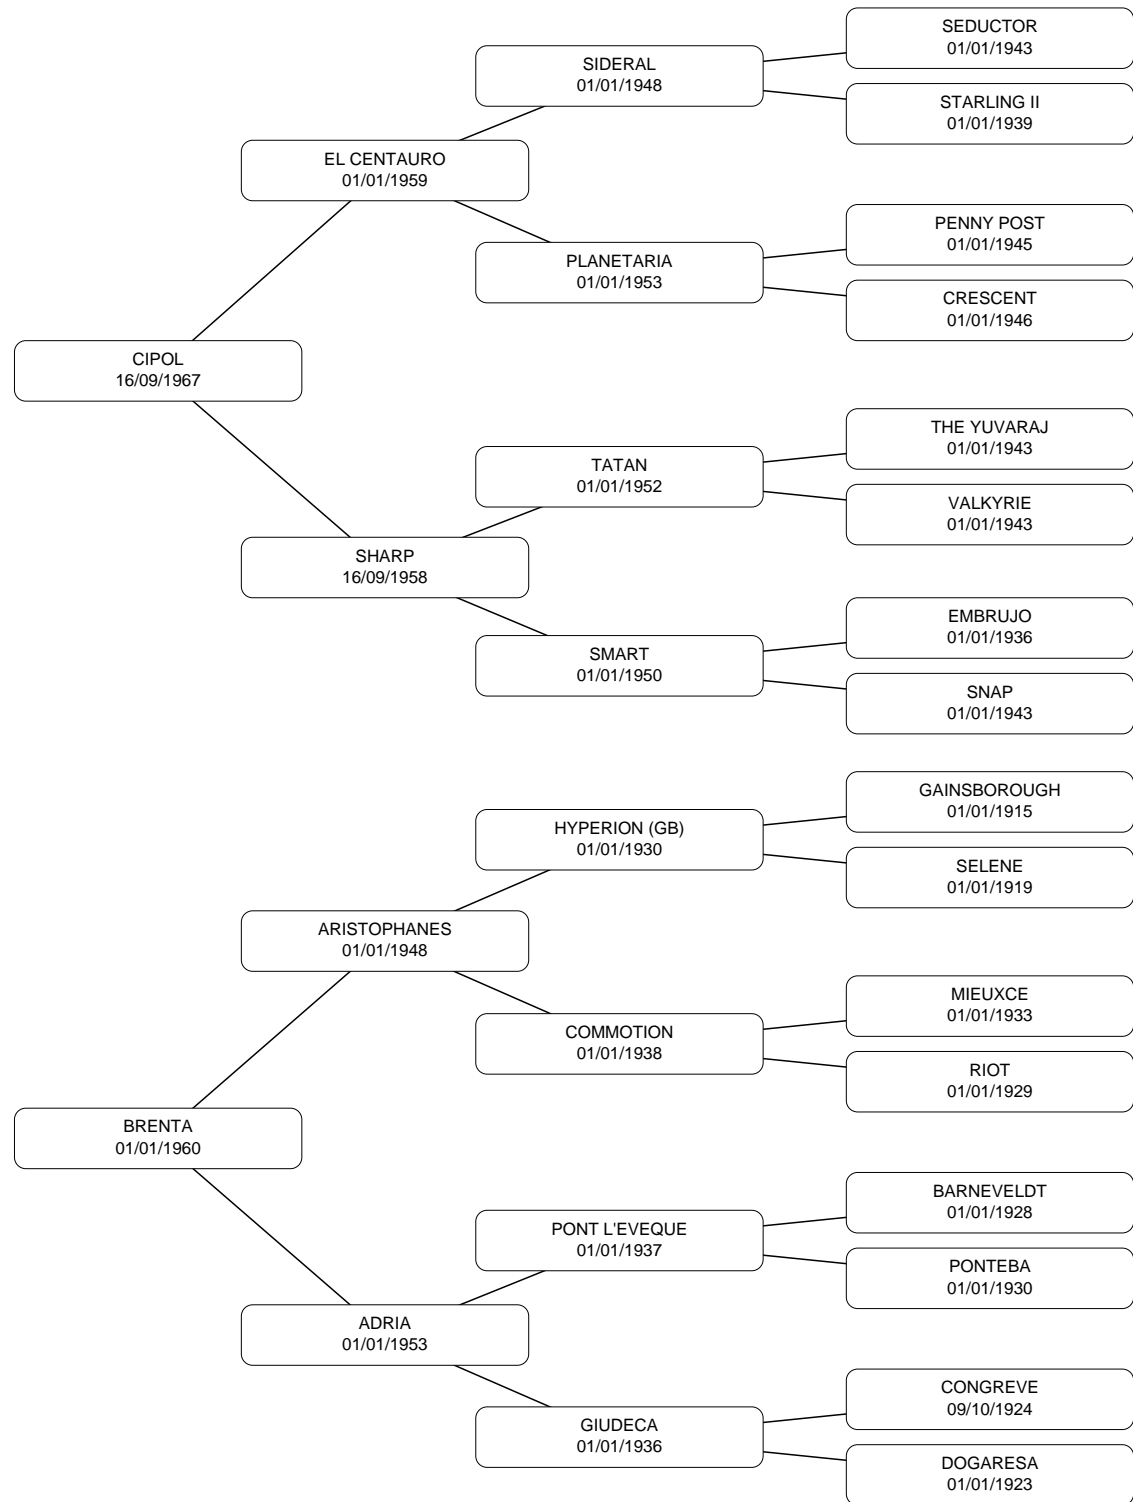 SEDUCTOR
01/01/1943
SIDERAL
01/01/1948
STARLING II
01/01/1939
EL CENTAURO
01/01/1959
PENNY POST
01/01/1945
PLANETARIA
01/01/1953
CRESCENT
01/01/1946
CIPOL
16/09/1967
THE YUVARAJ
01/01/1943
TATAN
01/01/1952
VALKYRIE
01/01/1943
SHARP
16/09/1958
EMBRUJO
01/01/1936
SMART
01/01/1950
SNAP
01/01/1943
GAINSBOROUGH
01/01/1915
HYPERION (GB)
01/01/1930
SELENE
01/01/1919
ARISTOPHANES
01/01/1948
MIEUXCE
01/01/1933
COMMOTION
01/01/1938
RIOT
01/01/1929
BRENTA
01/01/1960
BARNEVELDT
01/01/1928
PONT L'EVEQUE
01/01/1937
PONTEBA
01/01/1930
ADRIA
01/01/1953
CONGREVE
09/10/1924
GIUDECA
01/01/1936
DOGARESA
01/01/1923